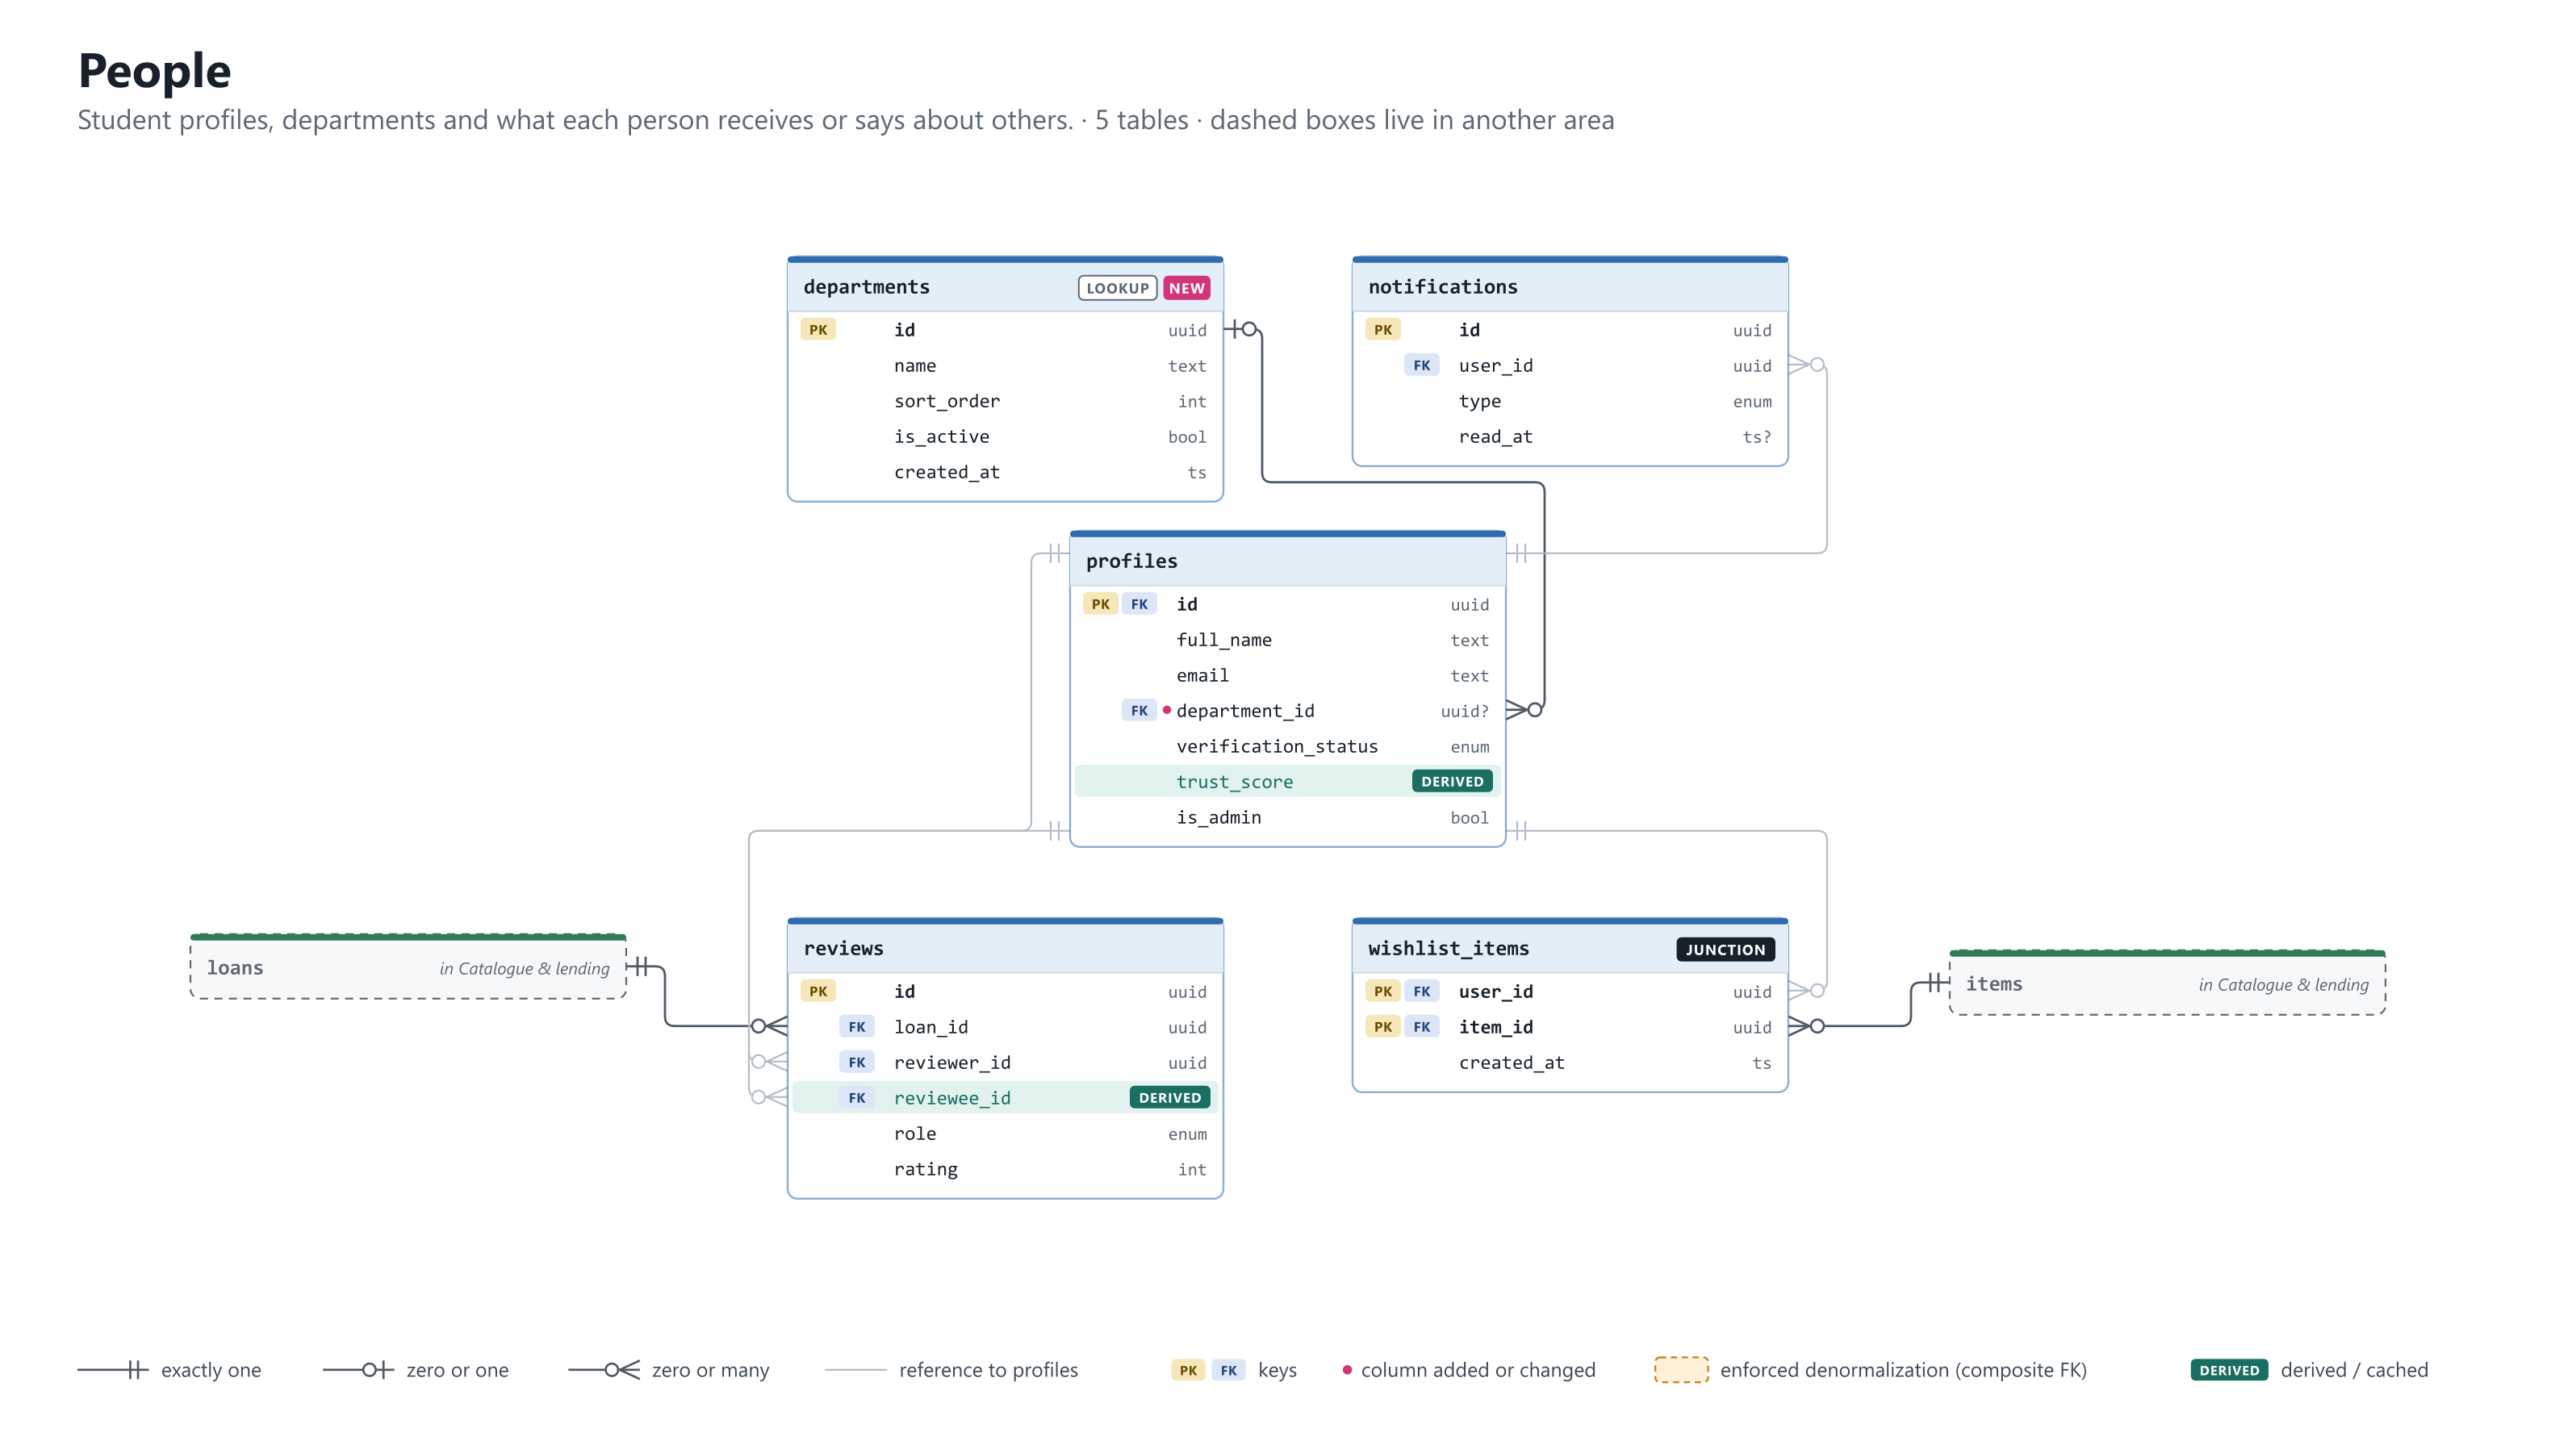 People
Student profiles, departments and what each person receives or says about others. · 5 tables · dashed boxes live in another area
departments LOOKUP NEW
PK id uuid
name text
sort_order int
is_active bool
created_at ts
notifications
PK id uuid
FK user_id uuid
type enum
read_at ts?
profiles
PK FK id uuid
full_name text
email text
FK department_id uuid?
verification_status enum
trust_score DERIVED
is_admin bool
loans in Catalogue & lending
reviews
PK id uuid
FK loan_id uuid
FK reviewer_id uuid
FK reviewee_id DERIVED
role enum
rating int
wishlist_items JUNCTION
PK FK user_id uuid
PK FK item_id uuid
created_at ts
items in Catalogue & lending
exactly one
zero or one
zero or many
reference to profiles
PK FK keys
column added or changed
enforced denormalization (composite FK)
DERIVED derived / cached